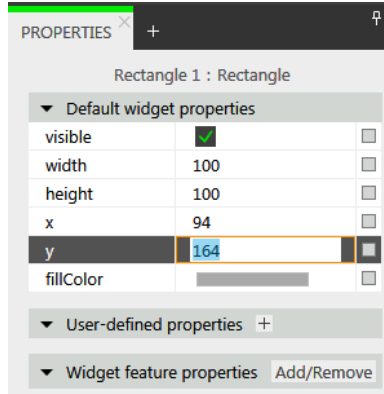 PROPERTIES
Rectangle 1 : Rectangle
Default widget properties
visible
width 100
height 100
x 94
y 164
fillColor
User-defined properties +
Widget feature properties Add/Remove